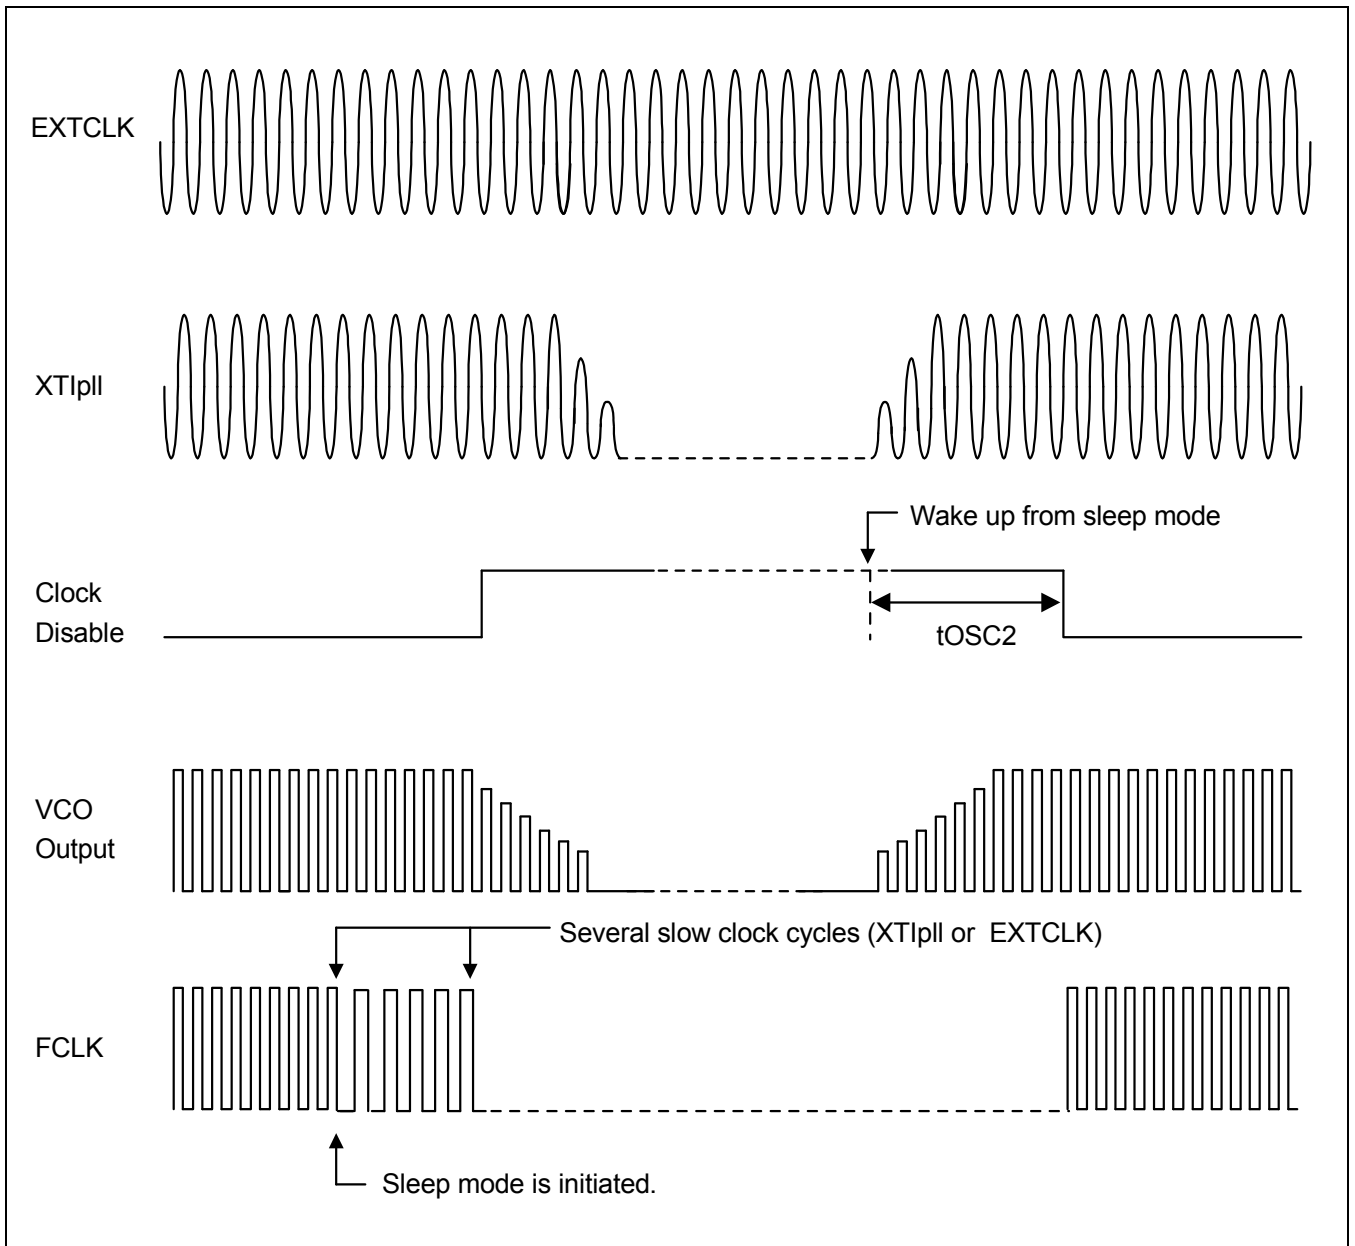 EXTCLK
XTIpll
Wake up from sleep mode
Clock
Disable
tOSC2
VCO
Output
Several slow clock cycles (XTIpll or EXTCLK)
FCLK
Sleep mode is initiated.